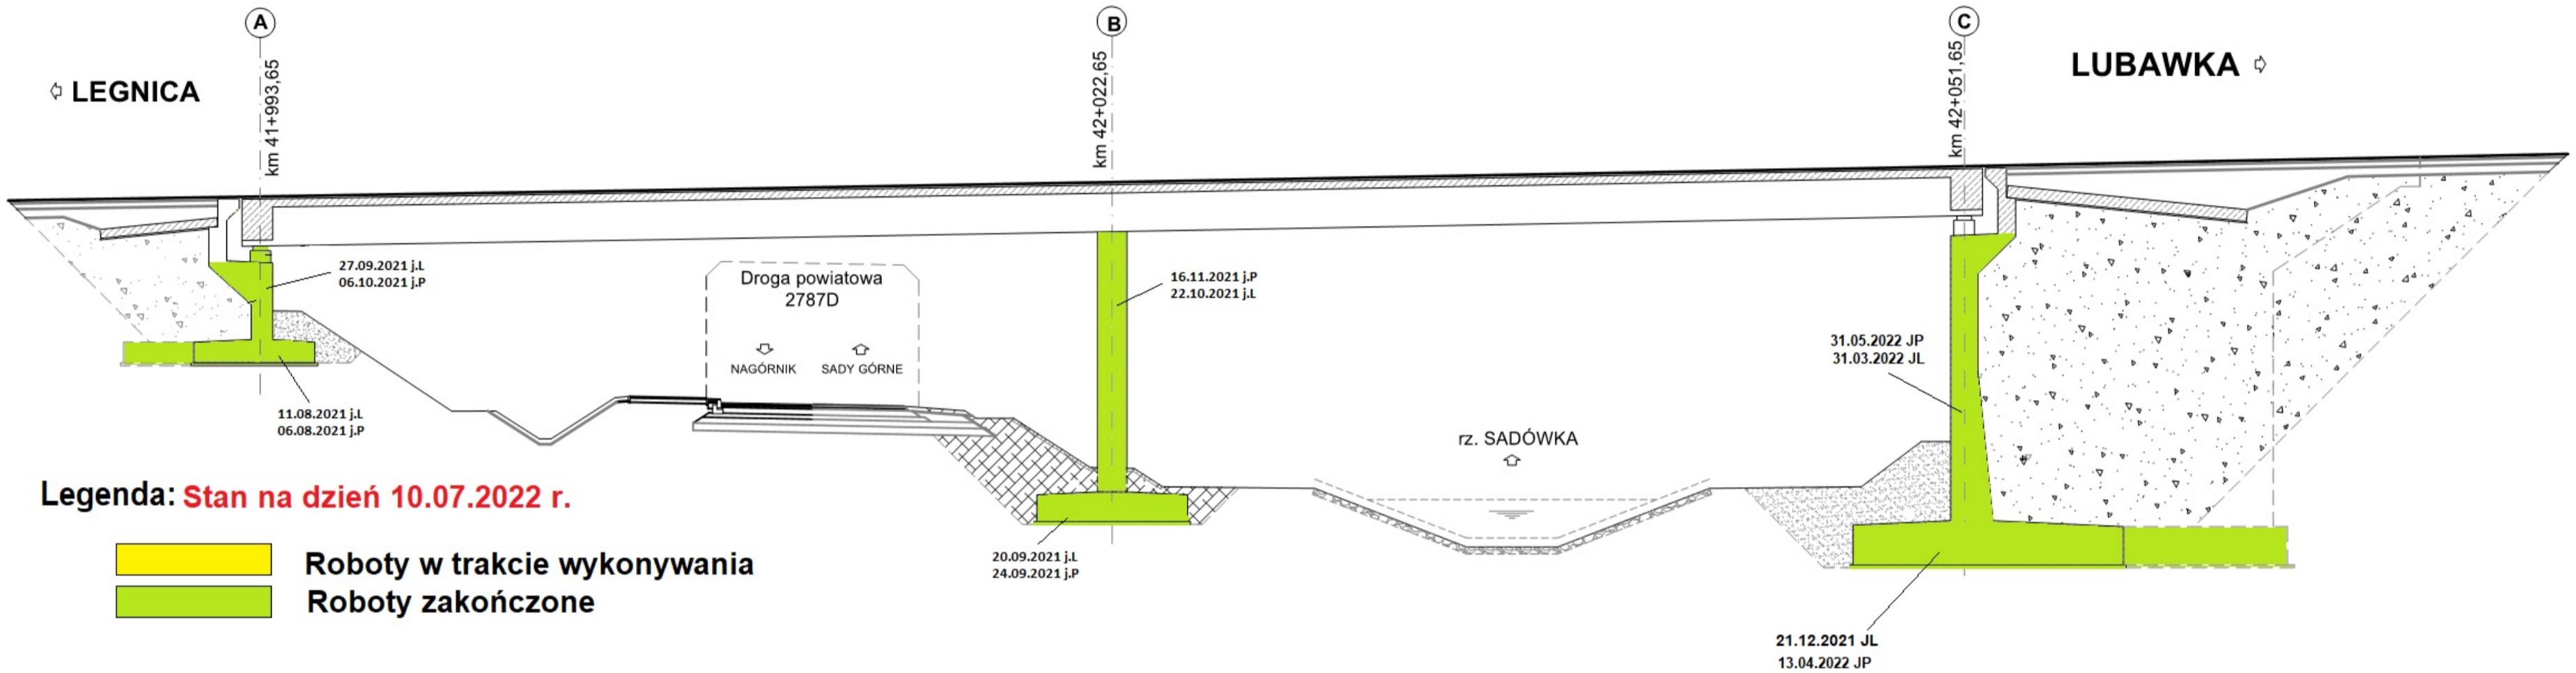 A
B
C
km 41+993,65
km 42+022,65
km 42+051,65
LEGNICA
LUBAWKA
27.09.2021 j.L
06.10.2021 j.P
Droga powiatowa
2787D
NAGÓRNIK SADY GÓRNE
16.11.2021 j.P
22.10.2021 j.L
31.05.2022 JP
31.03.2022 JL
11.08.2021 j.L
06.08.2021 j.P
rz. SADÓWKA
Legenda: Stan na dzień 10.07.2022 r.
20.09.2021 j.L
24.09.2021 j.P
Roboty w trakcie wykonywania
Roboty zakończone
21.12.2021 JL
13.04.2022 JP